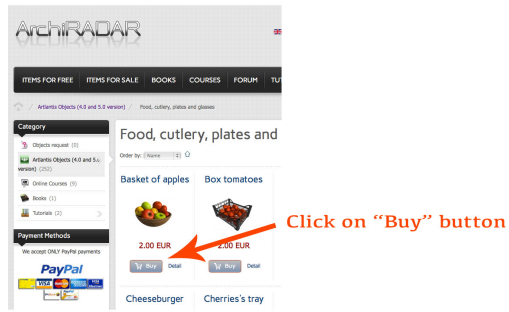 ArchiRADAR
ITEMS FOR FREE ITEMS FOR SALE BOOKS COURSES FORUM TU
/ Artlantis Objects (4.0 and 5.0 version) / Food, cutlery, plates and glasses
Category
Objects request (0)
Artlantis Objects (4.0 and 5.0
version) (252)
Online Courses (9)
Books (1)
Tutorials (2)
Payment Methods
We accept ONLY PayPal payments
PayPal
VISA
Food, cutlery, plates and
Order by: Name
Basket of apples Box tomatoes
2.00 EUR 2.00 EUR
Buy Detail Buy Detail
Cheeseburger Cherries's tray
Click on "Buy" button